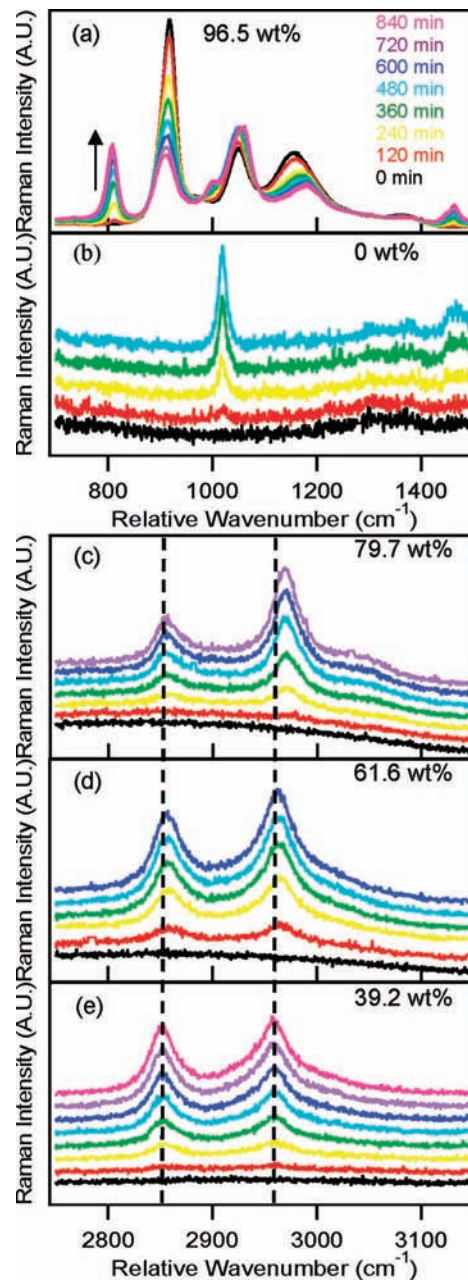 (a)
96.5 wt%
840 min
720 min
600 min
480 min
360 min
240 min
120 min
0 min
Raman Intensity (A.U.)
(b)
0 wt%
Raman Intensity (A.U.)
800 1000 1200 1400
Relative Wavenumber (cm⁻¹)
(c)
79.7 wt%
Raman Intensity (A.U.)
(d)
61.6 wt%
Raman Intensity (A.U.)
(e)
39.2 wt%
Raman Intensity (A.U.)
2800 2900 3000 3100
Relative Wavenumber (cm⁻¹)